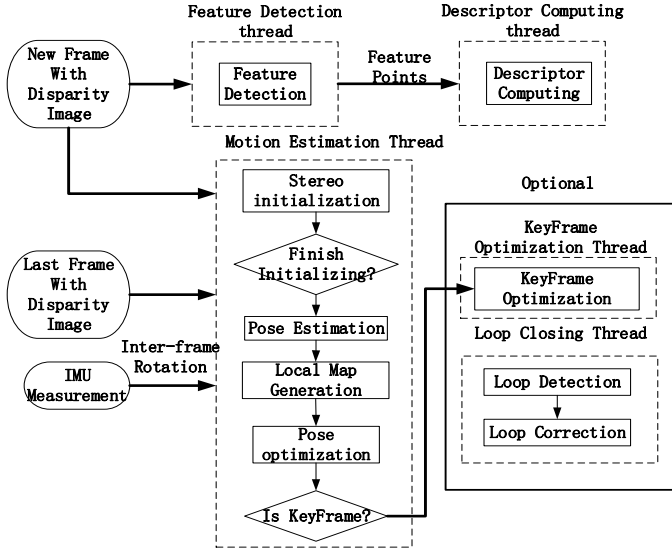 Feature Detection
thread
Descriptor Computing
thread
New Frame
With
Disparity
Image
Feature
Detection
Feature
Points
Descriptor
Computing
Motion Estimation Thread
Stereo
initialization
Finish
Initializing?
Last Frame
With
Disparity
Image
Pose Estimation
Inter-frame
Rotation
IMU
Measurement
Local Map
Generation
Pose
optimization
Is KeyFrame?
Optional
KeyFrame
Optimization Thread
KeyFrame
Optimization
Loop Closing Thread
Loop Detection
Loop Correction